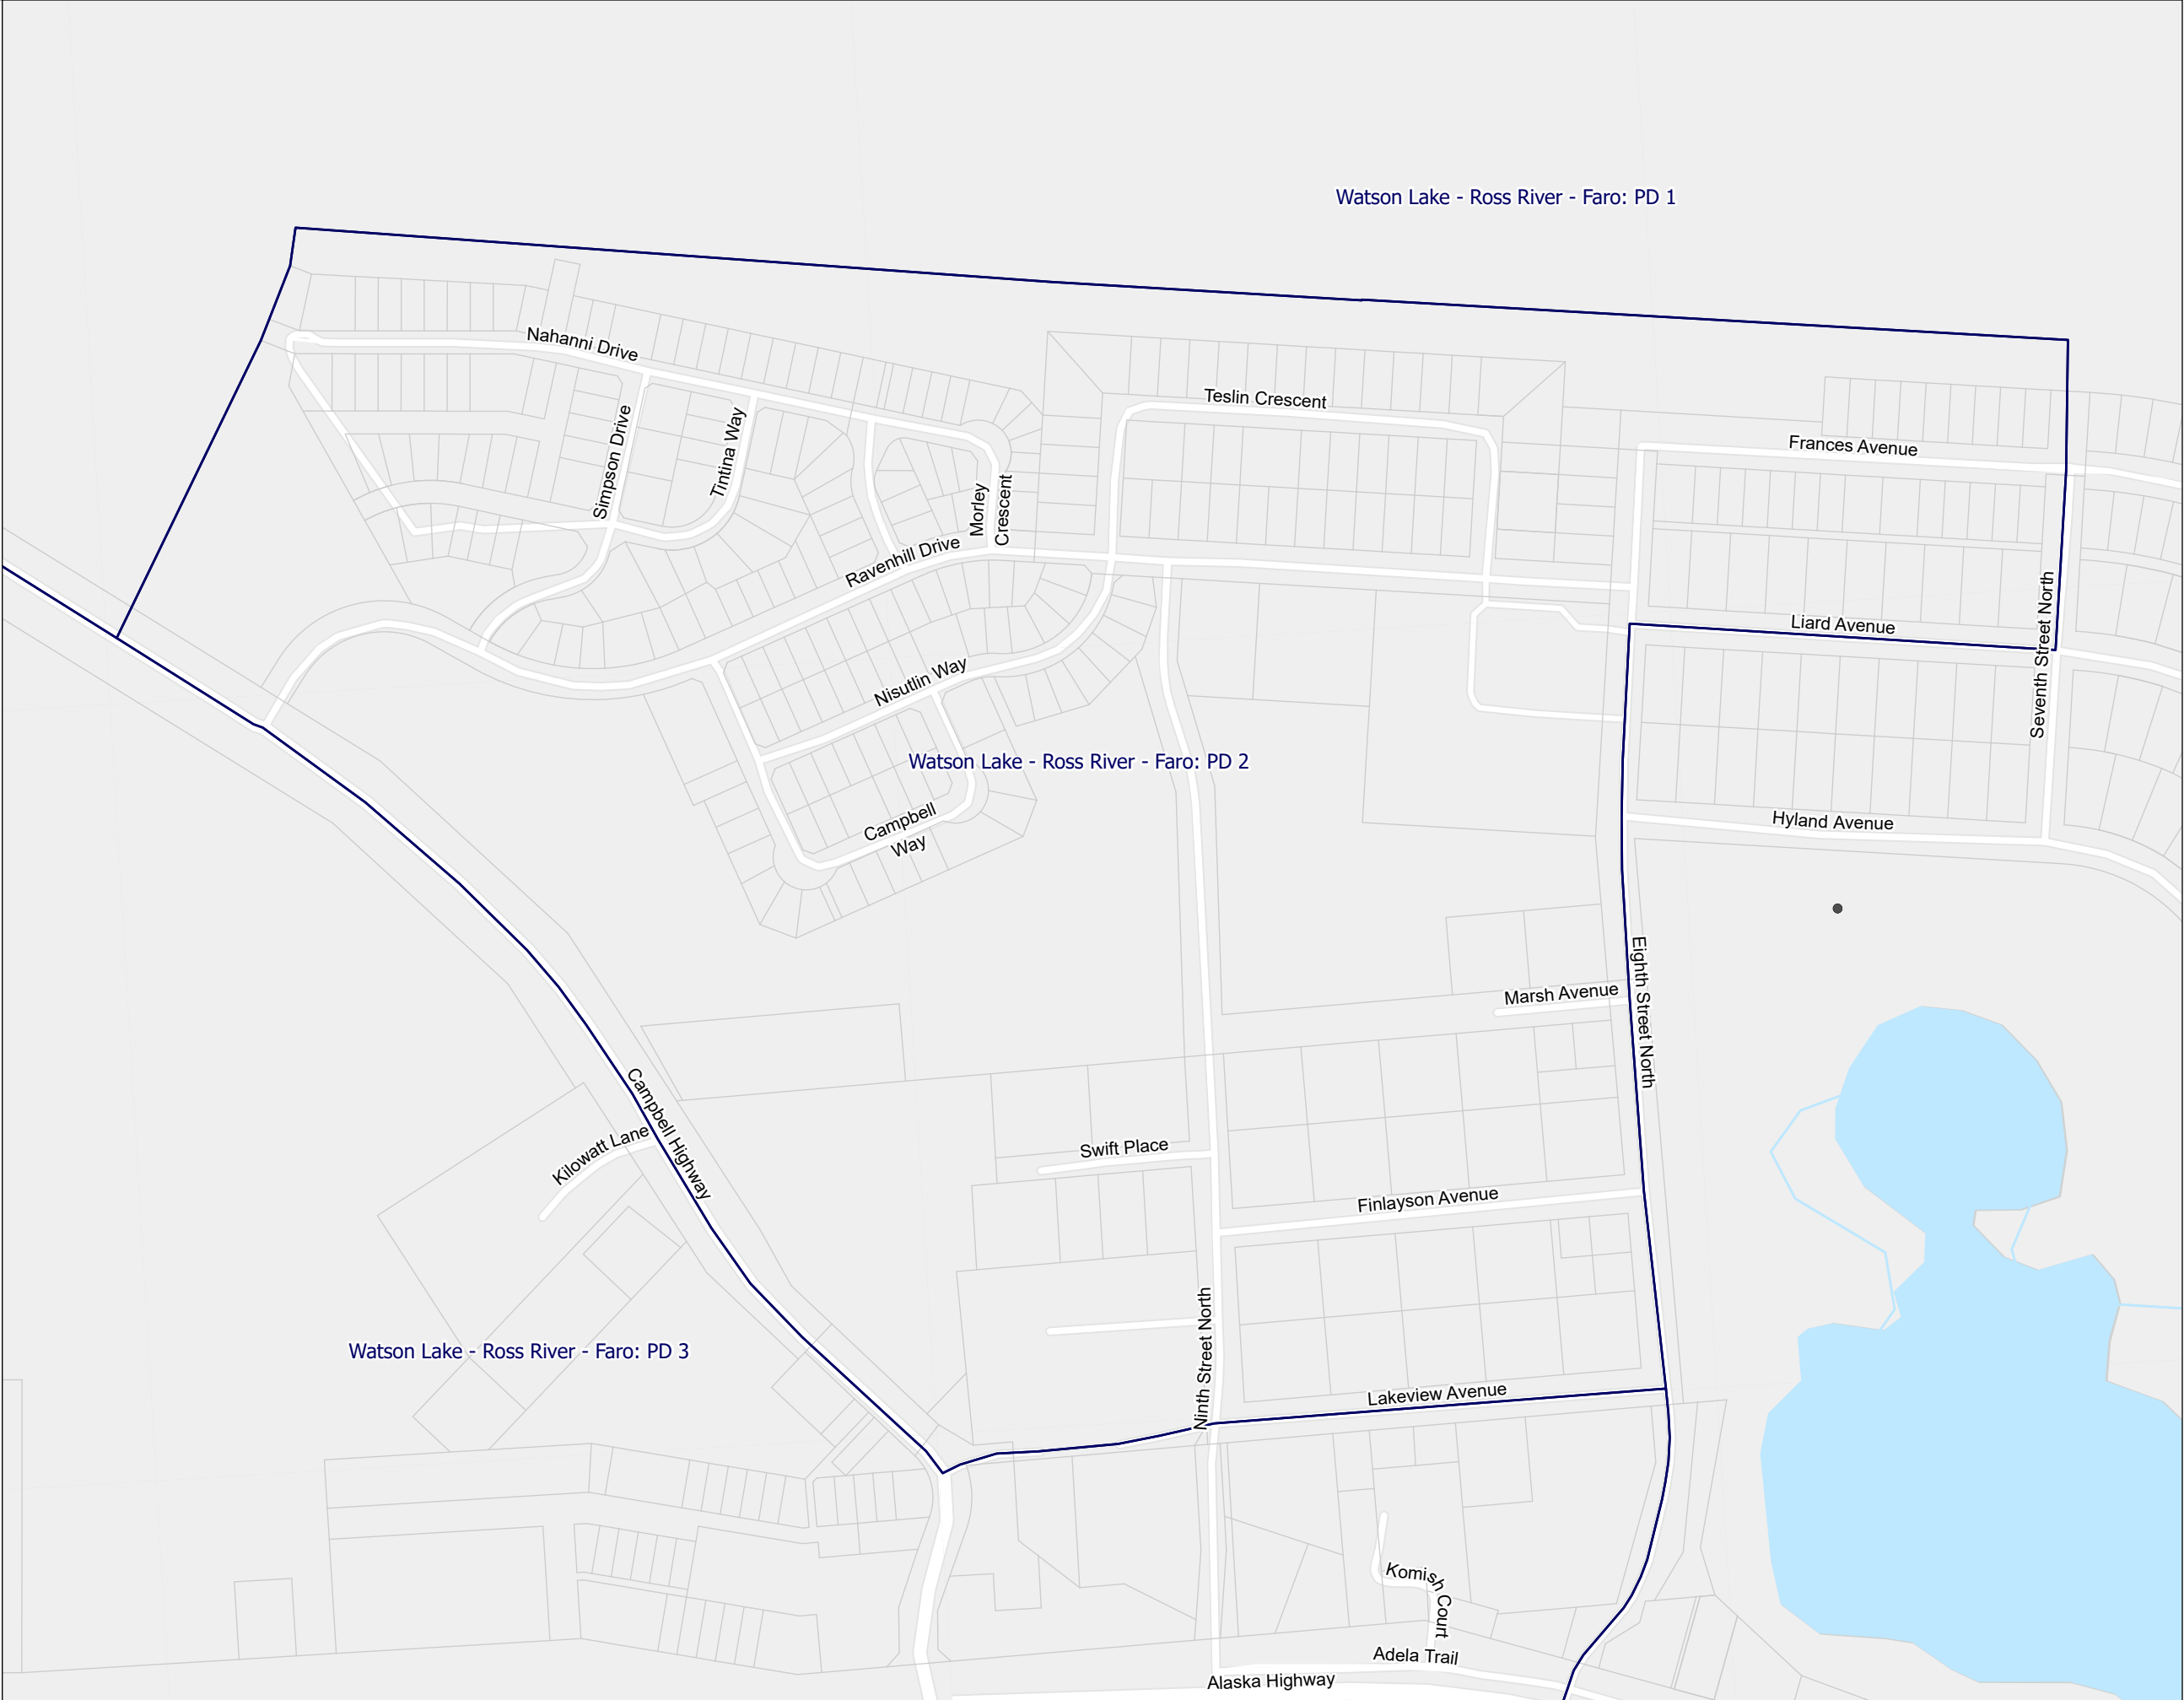 Watson Lake - Ross River - Faro: PD 1
Nahanni Drive
Teslin Crescent
Simpson Drive
Tintina Way
Frances Avenue
Morley
Crescent
Ravenhill Drive
Liard Avenue
Seventh Street North
Nisutlin Way
Watson Lake - Ross River - Faro: PD 2
Campbell
Way
Hyland Avenue
Marsh Avenue
Eighth Street North
Campbell Highway
Kilowatt Lane
Swift Place
Finlayson Avenue
Watson Lake - Ross River - Faro: PD 3
Ninth Street North
Lakeview Avenue
Komish Court
Adela Trail
Alaska Highway